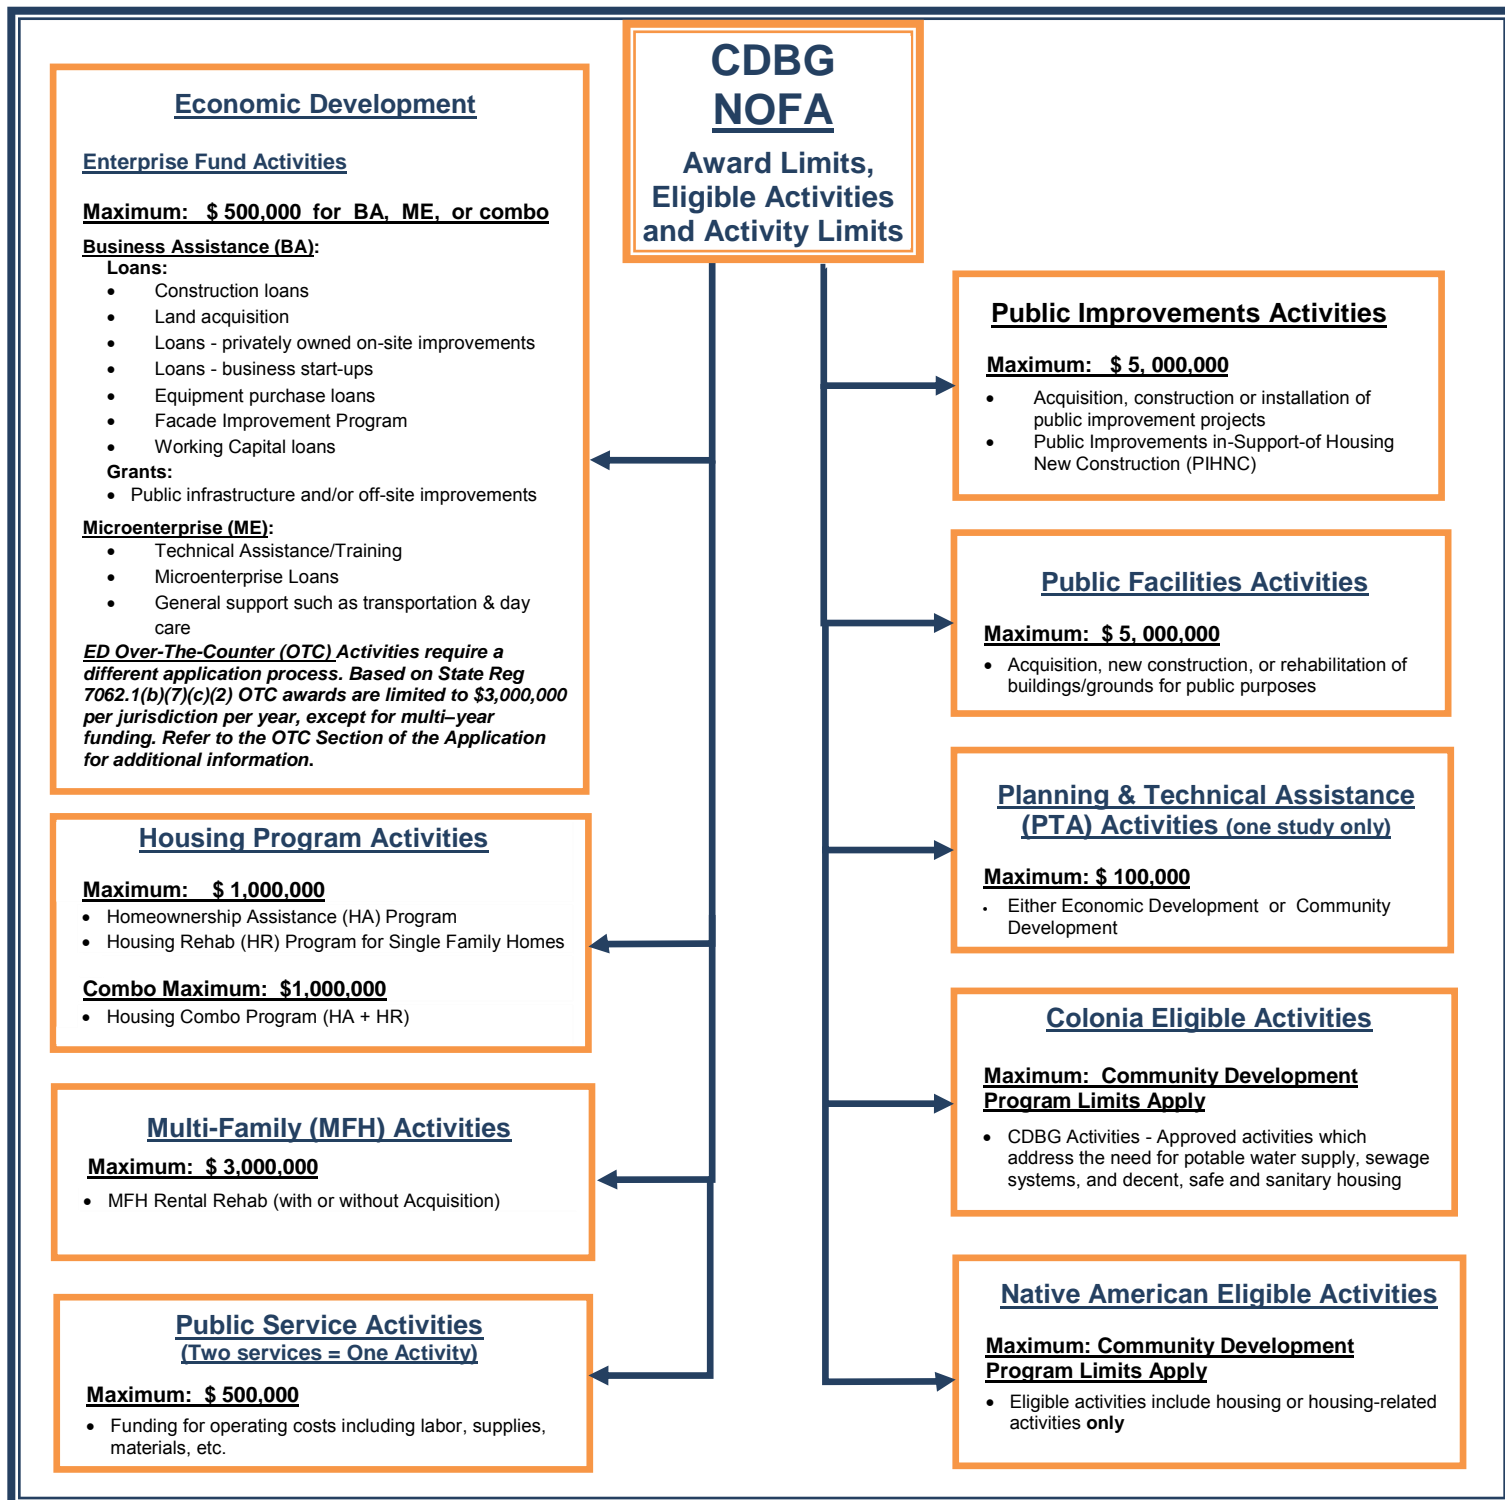 CDBG
NOFA
Award Limits,
Eligible Activities
and Activity Limits
Economic Development
Enterprise Fund Activities
Maximum: $ 500,000 for BA, ME, or combo
Business Assistance (BA):
Loans:
• Construction loans
• Land acquisition
• Loans - privately owned on-site improvements
• Loans - business start-ups
• Equipment purchase loans
• Facade Improvement Program
• Working Capital loans
Grants:
• Public infrastructure and/or off-site improvements
Microenterprise (ME):
• Technical Assistance/Training
• Microenterprise Loans
• General support such as transportation & day
care
ED Over-The-Counter (OTC) Activities require a
different application process. Based on State Reg
7062.1(b)(7)(c)(2) OTC awards are limited to $3,000,000
per jurisdiction per year, except for multi–year
funding. Refer to the OTC Section of the Application
for additional information.
Housing Program Activities
Maximum: $ 1,000,000
• Homeownership Assistance (HA) Program
• Housing Rehab (HR) Program for Single Family Homes
Combo Maximum: $1,000,000
• Housing Combo Program (HA + HR)
Multi-Family (MFH) Activities
Maximum: $ 3,000,000
• MFH Rental Rehab (with or without Acquisition)
Public Service Activities
(Two services = One Activity)
Maximum: $ 500,000
• Funding for operating costs including labor, supplies,
materials, etc.
Public Improvements Activities
Maximum: $ 5, 000,000
• Acquisition, construction or installation of
public improvement projects
• Public Improvements in-Support-of Housing
New Construction (PIHNC)
Public Facilities Activities
Maximum: $ 5, 000,000
• Acquisition, new construction, or rehabilitation of
buildings/grounds for public purposes
Planning & Technical Assistance
(PTA) Activities (one study only)
Maximum: $ 100,000
• Either Economic Development or Community
Development
Colonia Eligible Activities
Maximum: Community Development
Program Limits Apply
• CDBG Activities - Approved activities which
address the need for potable water supply, sewage
systems, and decent, safe and sanitary housing
Native American Eligible Activities
Maximum: Community Development
Program Limits Apply
• Eligible activities include housing or housing-related
activities only